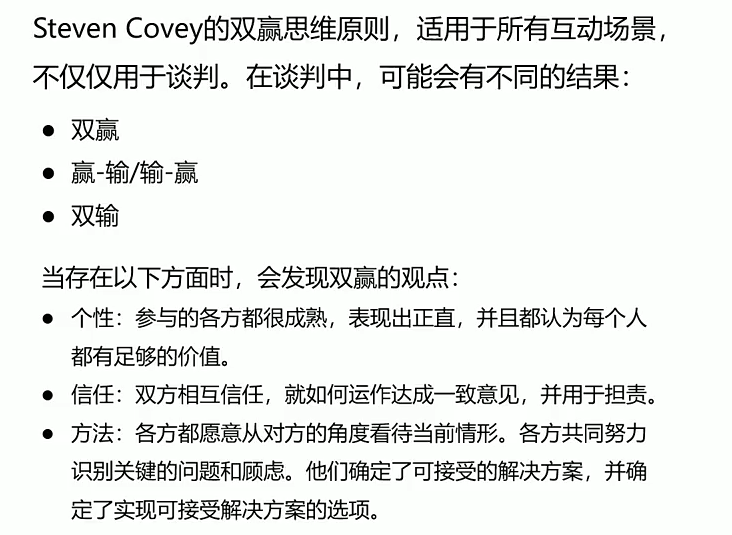 Steven Covey的双赢思维原则，适用于所有互动场景，
不仅仅用于谈判。在谈判中，可能会有不同的结果：
● 双赢
● 赢-输/输-赢
● 双输
当存在以下方面时，会发现双赢的观点：
● 个性：参与的各方都很成熟，表现出正直，并且都认为每个人
都有足够的价值。
● 信任：双方相互信任，就如何运作达成一致意见，并用于担责。
● 方法：各方都愿意从对方的角度看待当前情形。各方共同努力
识别关键的问题和顾虑。他们确定了可接受的解决方案，并确
定了实现可接受解决方案的选项。